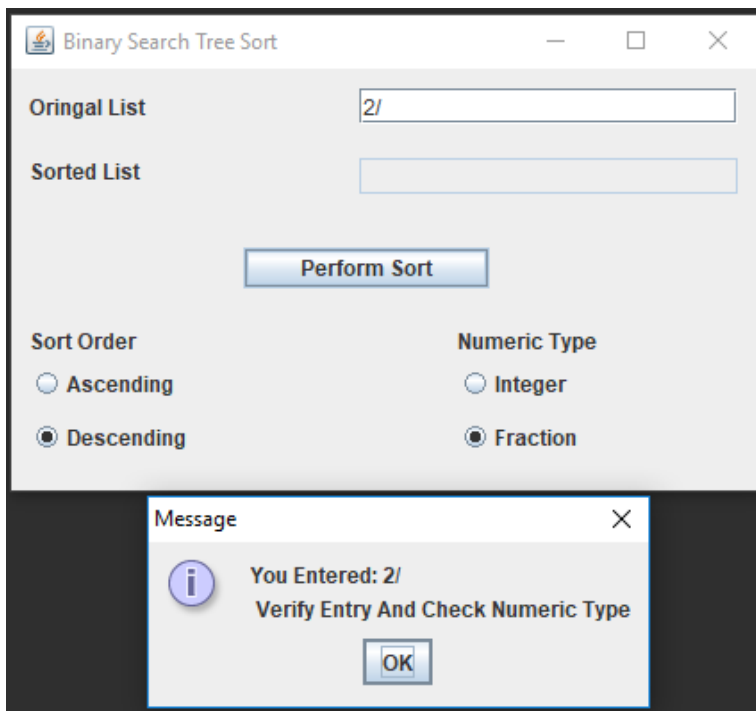 Binary Search Tree Sort
Oringal List
2/
Sorted List
Perform Sort
Sort Order
Numeric Type
Ascending
Integer
Descending
Fraction
Message
You Entered: 2/
Verify Entry And Check Numeric Type
OK